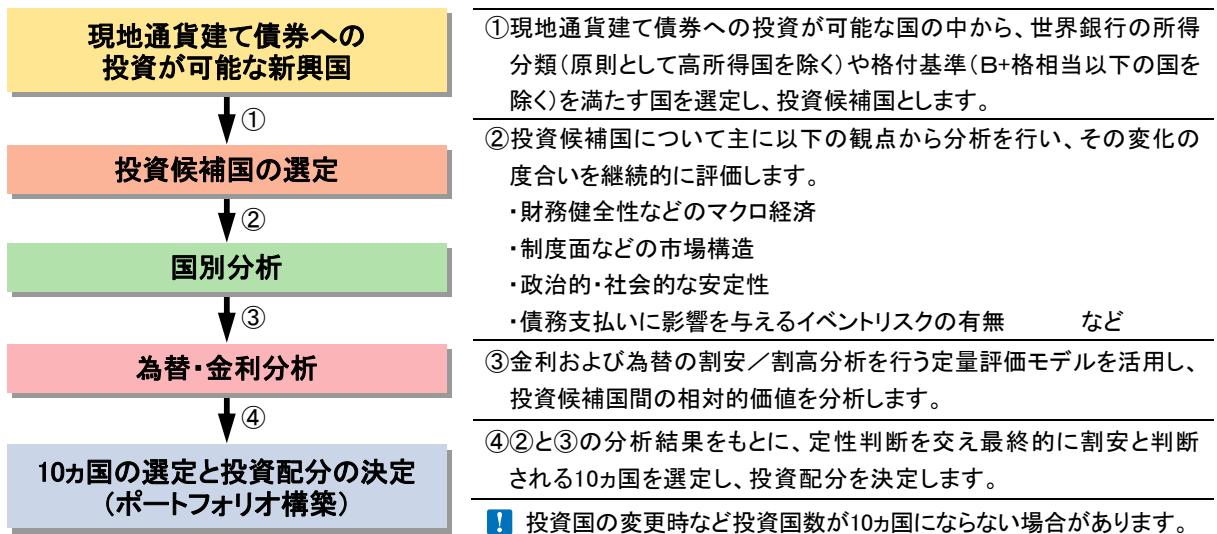 現地通貨建て債券への
投資が可能な新興国
①
投資候補国の選定
②
国別分析
③
為替・金利分析
④
10ヵ国の選定と投資配分の決定
(ポートフォリオ構築)
①現地通貨建て債券への投資が可能な国の中から、世界銀行の所得
分類(原則として高所得国を除く)や格付基準(B+格相当以下の国を
除く)を満たす国を選定し、投資候補国とします。
②投資候補国について主に以下の観点から分析を行い、その変化の
度合いを継続的に評価します。
・財務健全性などのマクロ経済
・制度面などの市場構造
・政治的・社会的な安定性
・債務支払いに影響を与えるイベントリスクの有無 など
③金利および為替の割安/割高分析を行う定量評価モデルを活用し、
投資候補国間の相対的価値を分析します。
④②と③の分析結果をもとに、定性判断を交え最終的に割安と判断
される10ヵ国を選定し、投資配分を決定します。
! 投資国の変更時など投資国数が10ヵ国にならない場合があります。